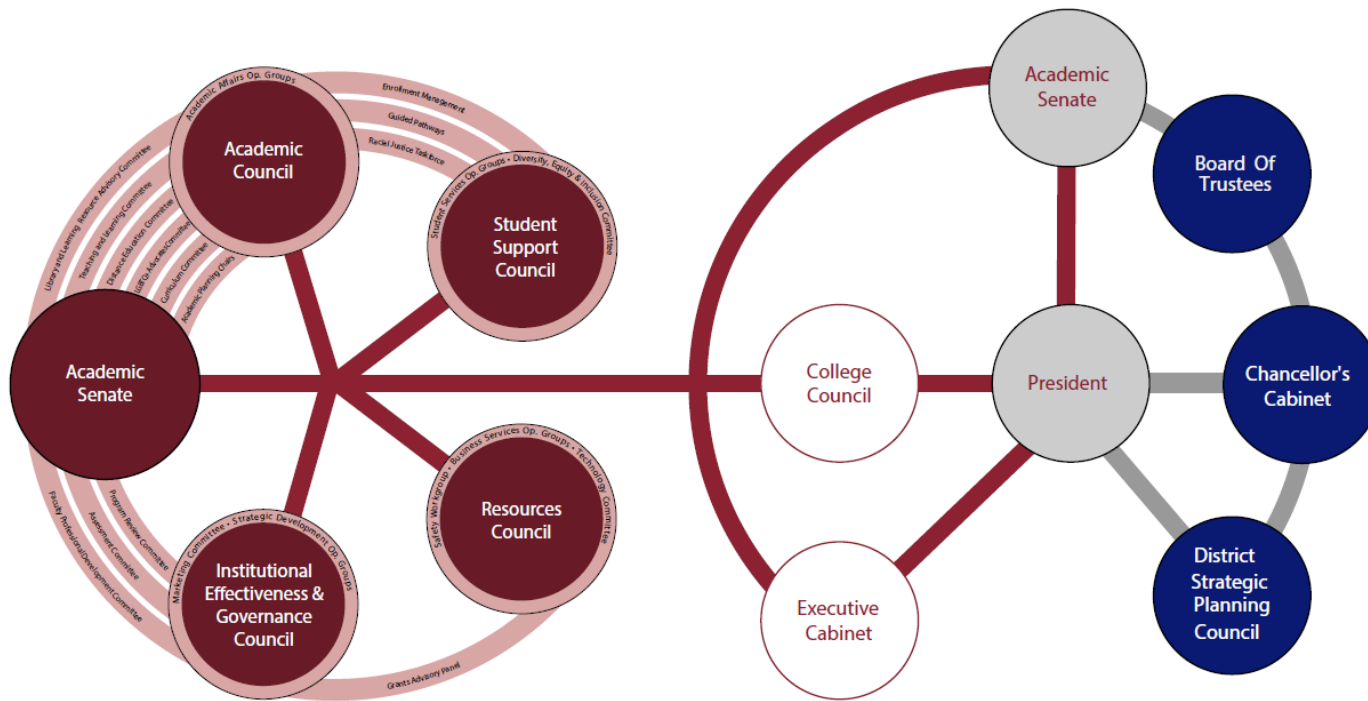 Academic Affairs Op. Groups
Academic
Council
Enrollment Management
Guided Pathways
Racial Justice Taskforce
Student Services Op. Groups • Diversity, Equity & Inclusion Committee
Student
Support
Council
Library and Learning Resource Advisory Committee
Teaching and Learning Committee
Distance Education Committee
LGBTQ+ Advocates Committee
Curriculum Committee
Academic Planning Chairs
Academic
Senate
Faculty Professional Development Committee
Assessment Committee
Program Review Committee
Marketing Committee • Strategic Development Op. Groups
Institutional
Effectiveness &
Governance
Council
Safety Workgroup • Business Services Op. Groups • Technology Committee
Resources
Council
Grants Advisory Panel
Academic
Senate
Board Of
Trustees
College
Council
President
Chancellor's
Cabinet
Executive
Cabinet
District
Strategic
Planning
Council